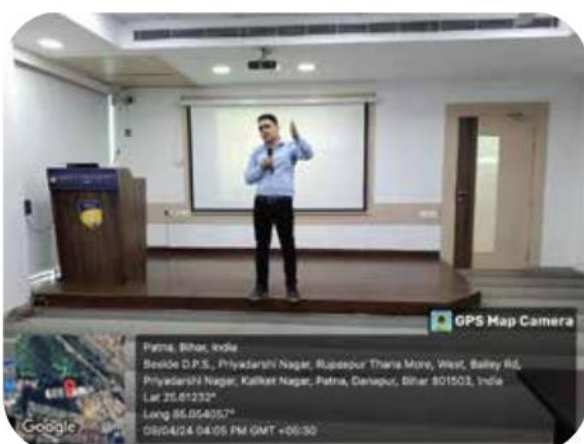 GPS Map Camera
Patna, Bihar, India
Beside D.P.S., Priyadarshi Nagar, Rupaspur Thana More, West, Bailey Rd,
Priyadarshi Nagar, Kaliket Nagar, Patna, Danapur, Bihar 801503, India
Lat 25.61232°
Long 85.054057°
09/04/24 04:05 PM GMT +05:30
Google